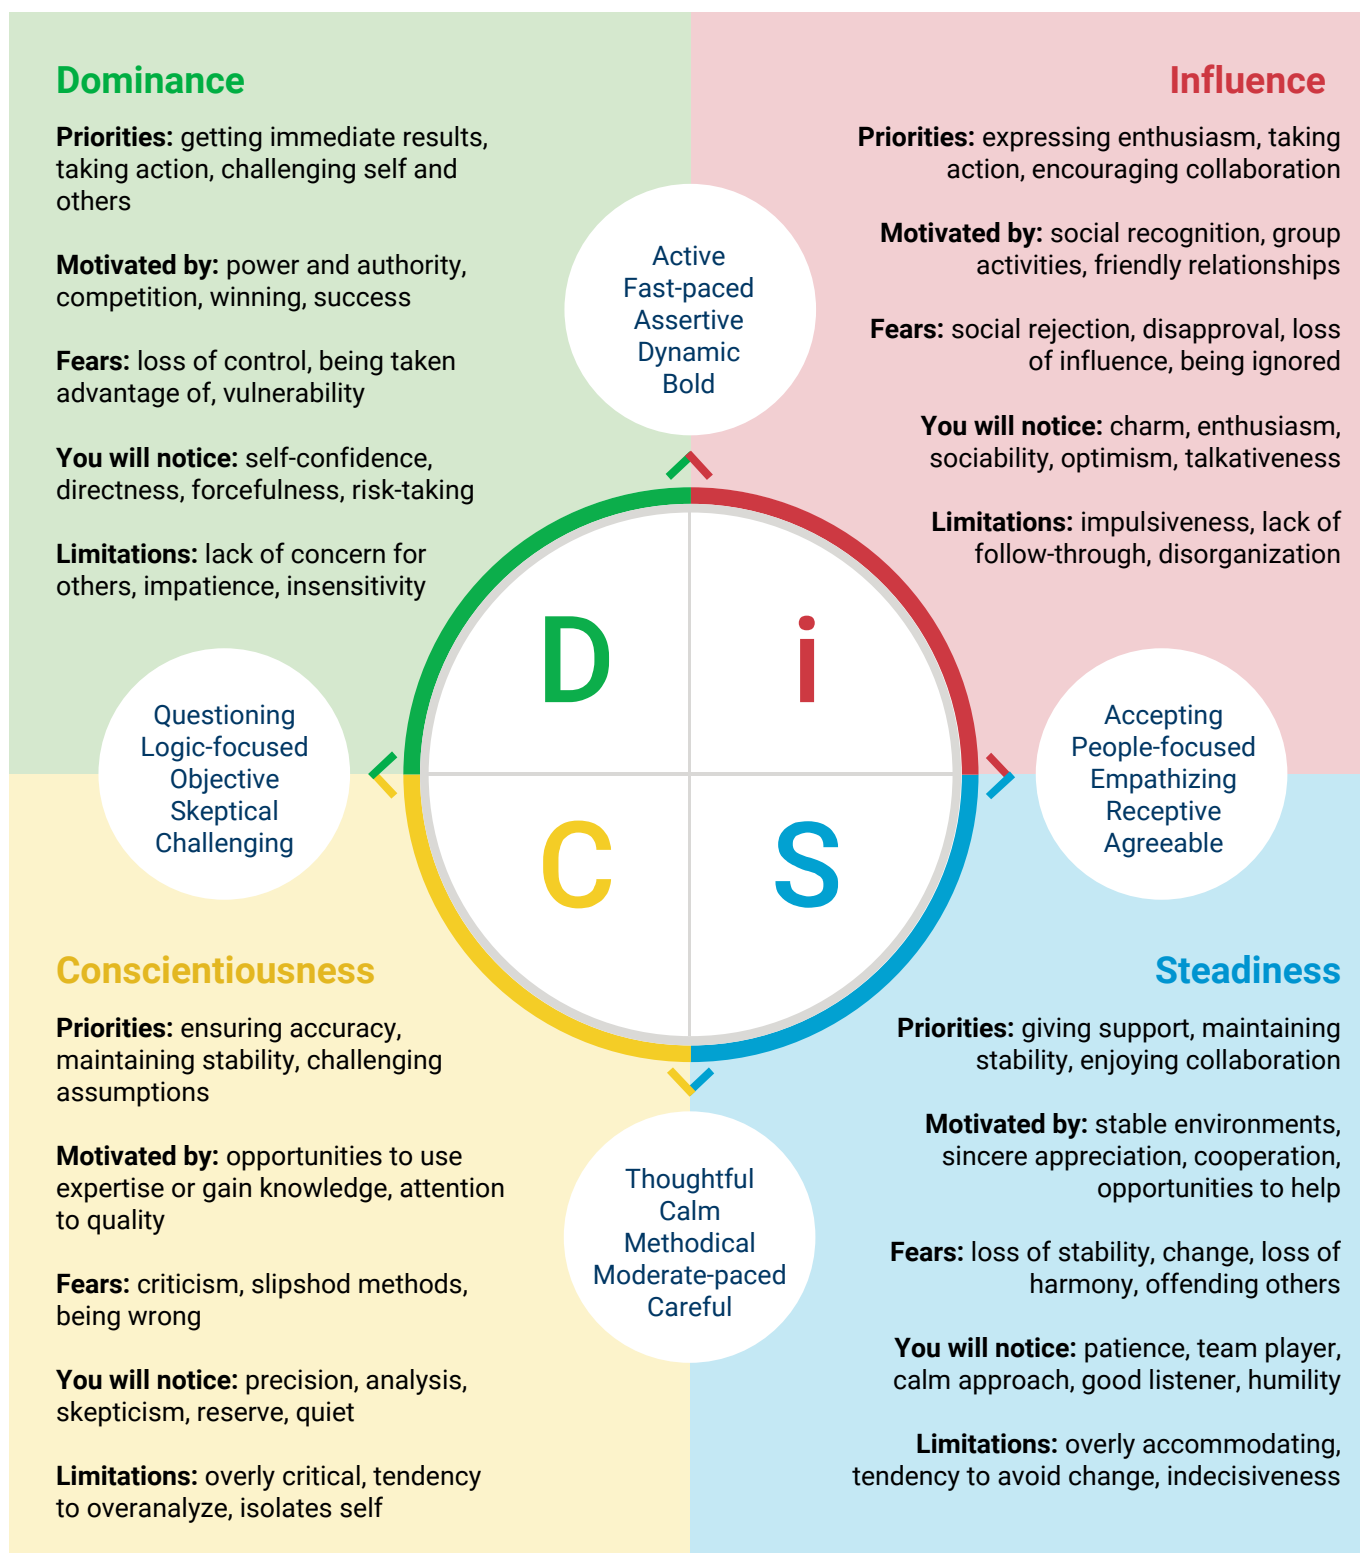 Dominance
Priorities: getting immediate results,
taking action, challenging self and
others
Motivated by: power and authority,
competition, winning, success
Fears: loss of control, being taken
advantage of, vulnerability
You will notice: self-confidence,
directness, forcefulness, risk-taking
Limitations: lack of concern for
others, impatience, insensitivity
Active
Fast-paced
Assertive
Dynamic
Bold
Influence
Priorities: expressing enthusiasm, taking
action, encouraging collaboration
Motivated by: social recognition, group
activities, friendly relationships
Fears: social rejection, disapproval, loss
of influence, being ignored
You will notice: charm, enthusiasm,
sociability, optimism, talkativeness
Limitations: impulsiveness, lack of
follow-through, disorganization
D
i
Questioning
Logic-focused
Objective
Skeptical
Challenging
Accepting
People-focused
Empathizing
Receptive
Agreeable
C
S
Conscientiousness
Priorities: ensuring accuracy,
maintaining stability, challenging
assumptions
Motivated by: opportunities to use
expertise or gain knowledge, attention
to quality
Fears: criticism, slipshod methods,
being wrong
You will notice: precision, analysis,
skepticism, reserve, quiet
Limitations: overly critical, tendency
to overanalyze, isolates self
Thoughtful
Calm
Methodical
Moderate-paced
Careful
Steadiness
Priorities: giving support, maintaining
stability, enjoying collaboration
Motivated by: stable environments,
sincere appreciation, cooperation,
opportunities to help
Fears: loss of stability, change, loss of
harmony, offending others
You will notice: patience, team player,
calm approach, good listener, humility
Limitations: overly accommodating,
tendency to avoid change, indecisiveness